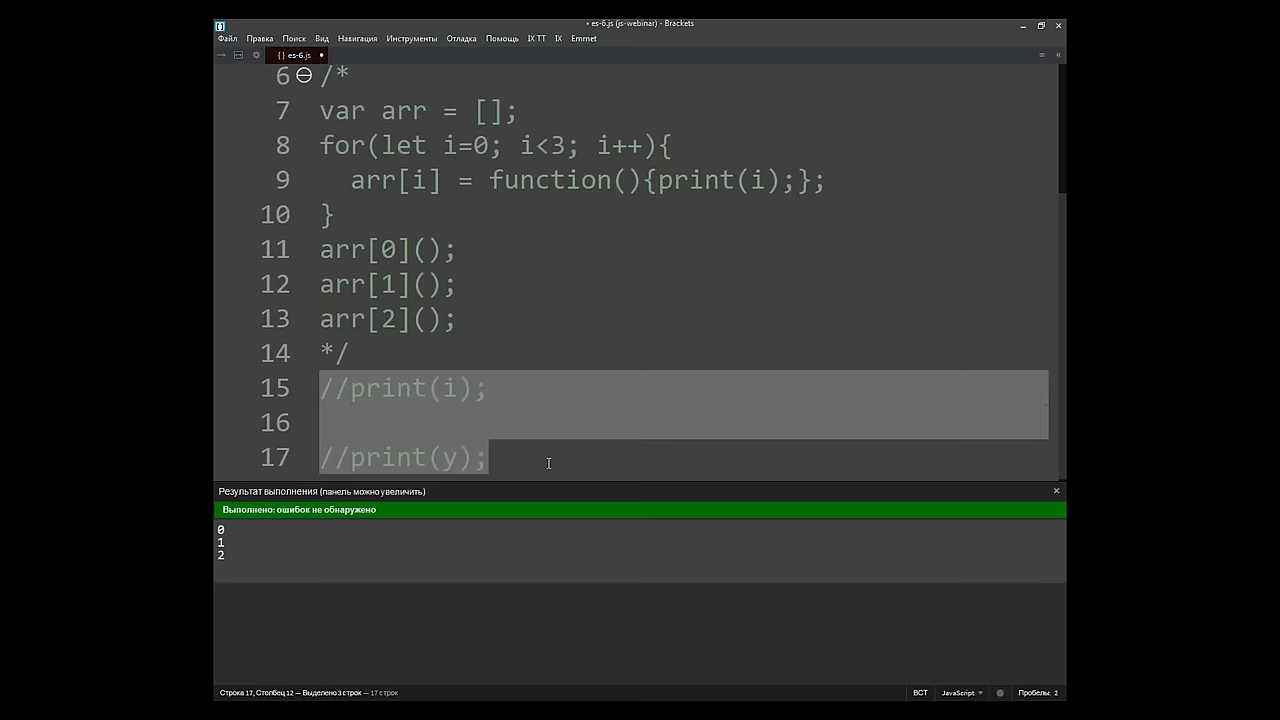 • es-6.js (js-webinar) - Brackets
Файл Правка Поиск Вид Навигация Инструменты Отладка Помощь IX TT IX Emmet
{ } es-6.js •
6 /*
7 var arr = [];
8 for(let i=0; i<3; i++){
9 arr[i] = function(){print(i);};
10 }
11 arr[0]();
12 arr[1]();
13 arr[2]();
14 */
15 //print(i);
16
17 //print(y);
Результат выполнения (панель можно увеличить)
Выполнено: ошибок не обнаружено
0
1
2
Строка 17, Столбец 12 — Выделено 3 строк — 17 строк ВСТ JavaScript Пробелы: 2